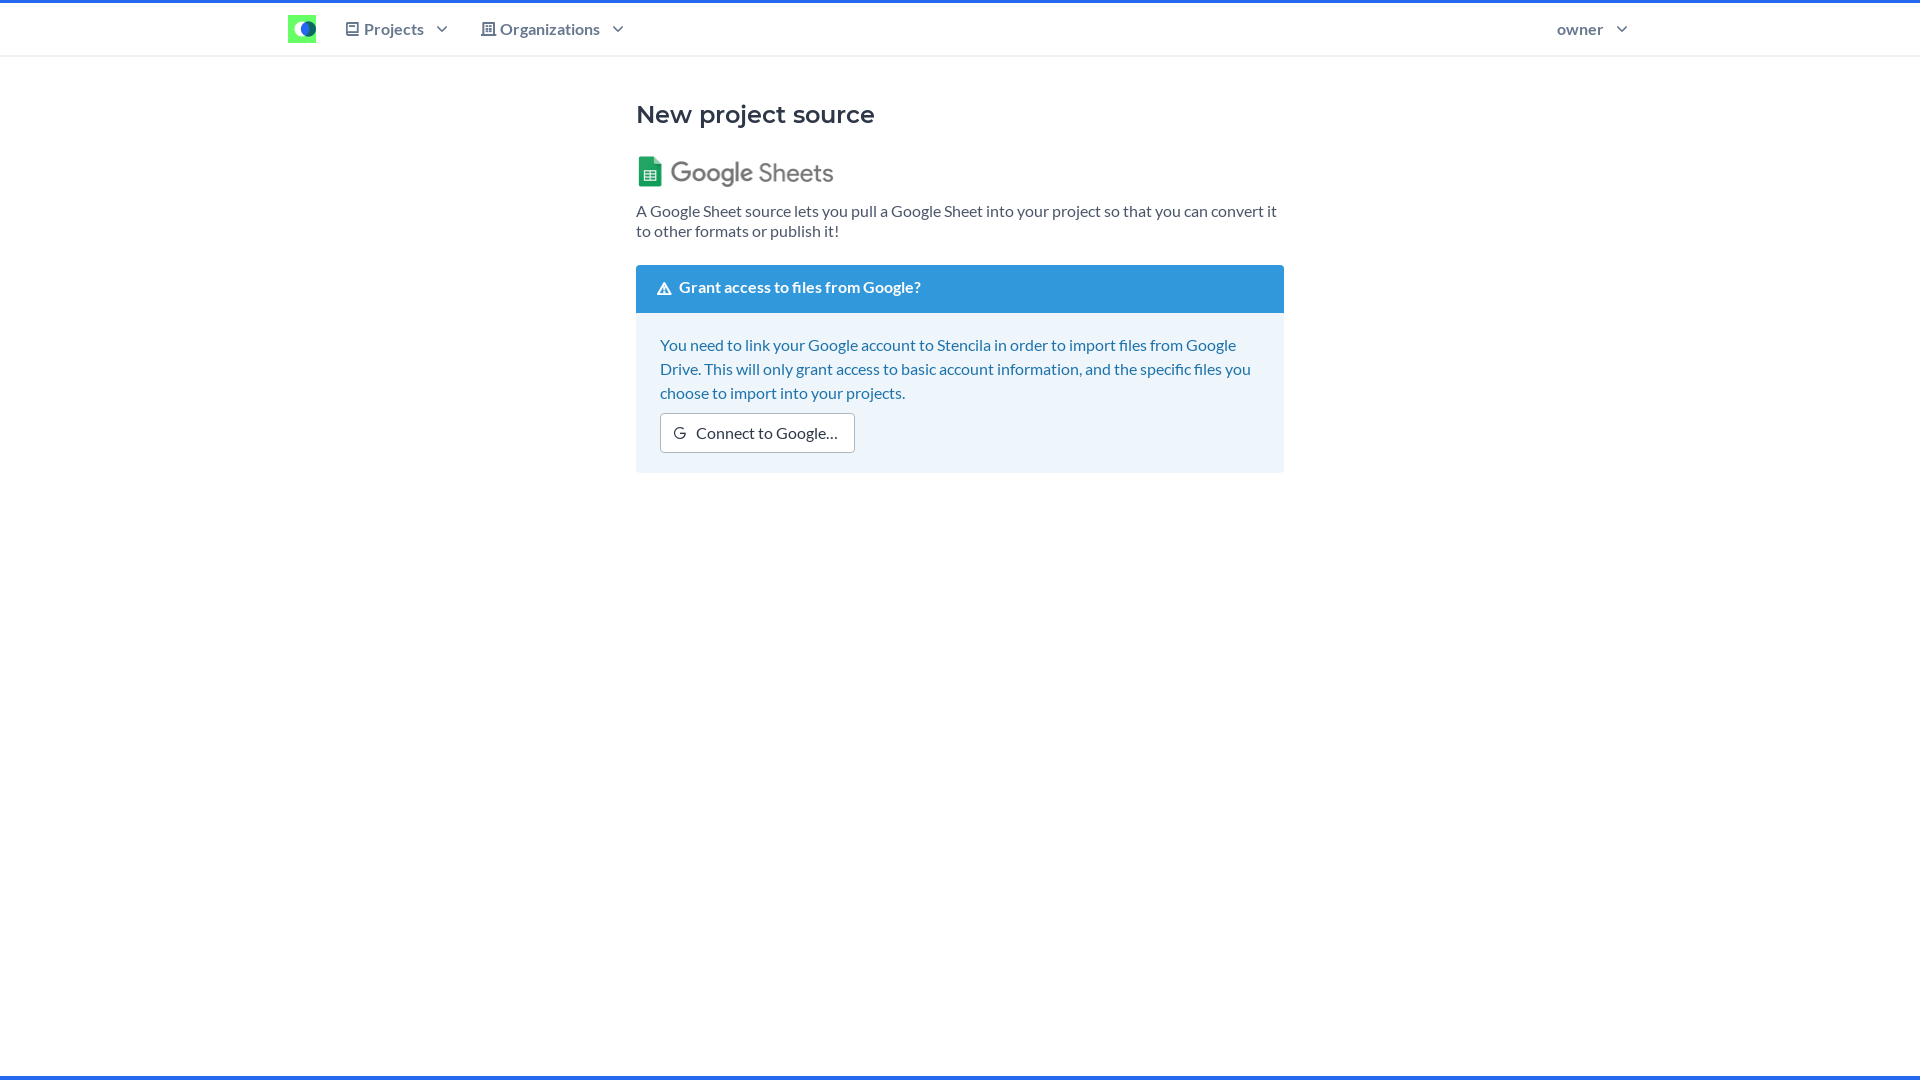 Projects
Organizations
owner
New project source
Google Sheets
A Google Sheet source lets you pull a Google Sheet into your project so that you can convert it
to other formats or publish it!
Grant access to files from Google?
You need to link your Google account to Stencila in order to import files from Google
Drive. This will only grant access to basic account information, and the specific files you
choose to import into your projects.
Connect to Google...